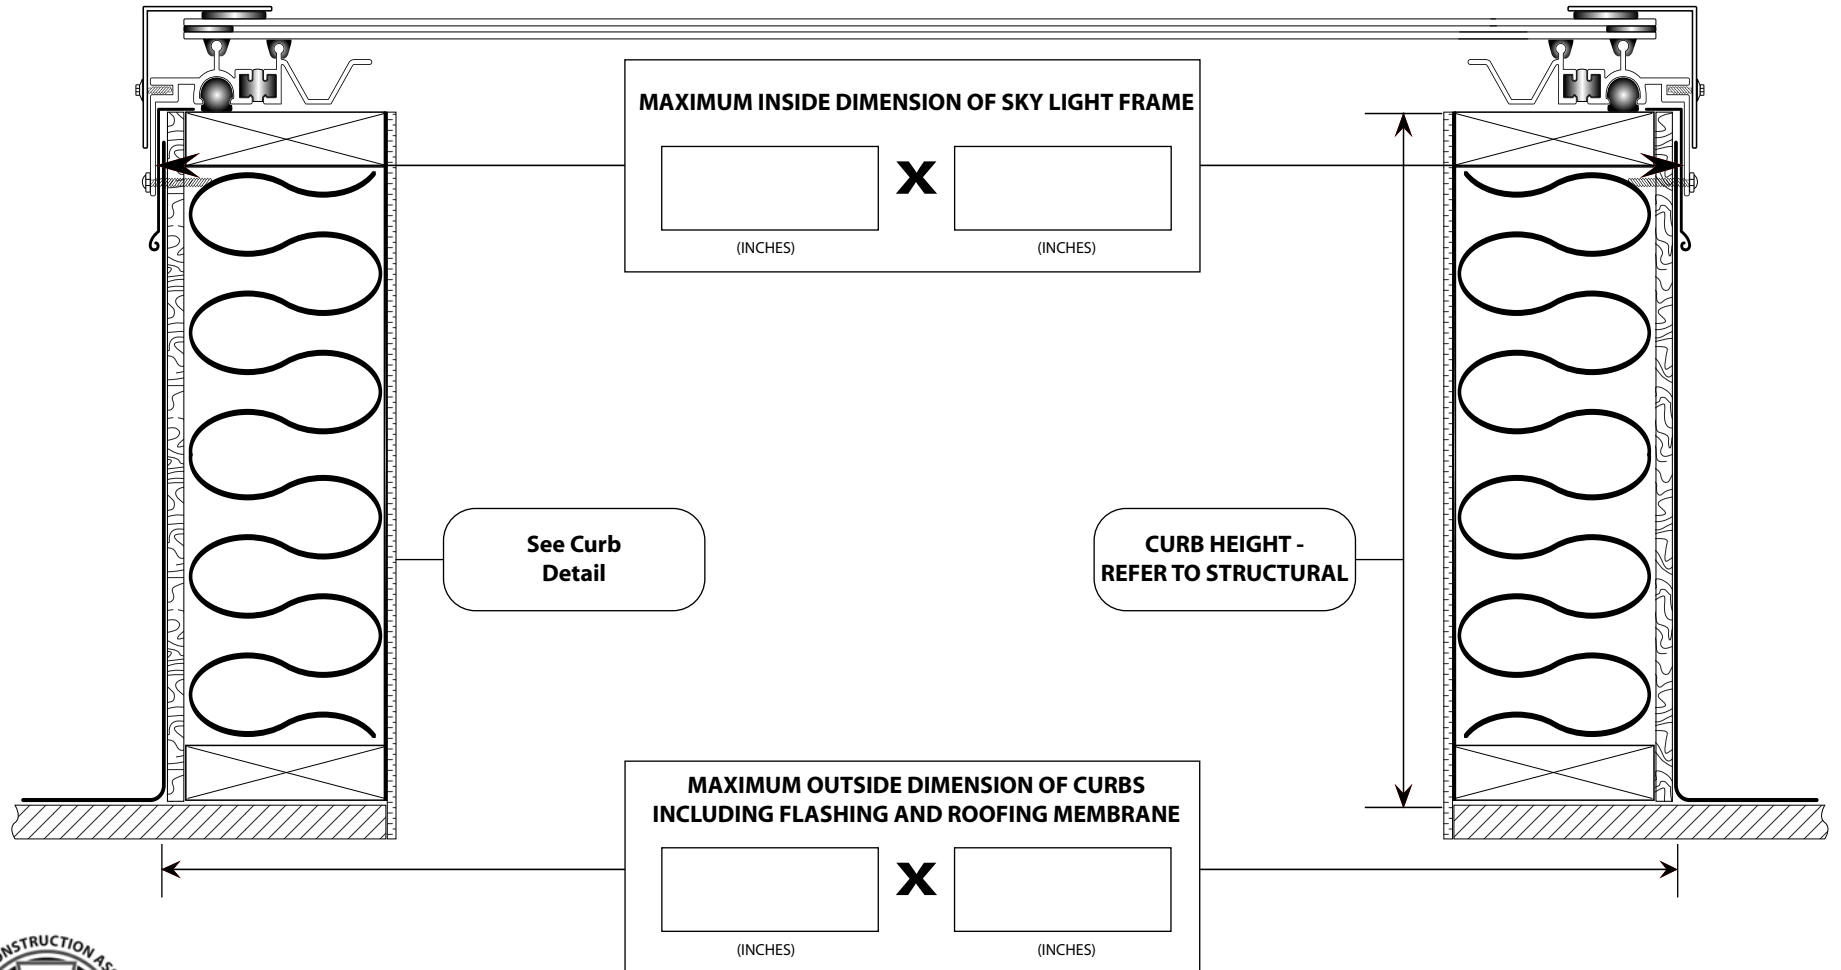 MAXIMUM INSIDE DIMENSION OF SKY LIGHT FRAME
X
(INCHES)
(INCHES)
See Curb
Detail
CURB HEIGHT -
REFER TO STRUCTURAL
MAXIMUM OUTSIDE DIMENSION OF CURBS
INCLUDING FLASHING AND ROOFING MEMBRANE
X
(INCHES)
(INCHES)